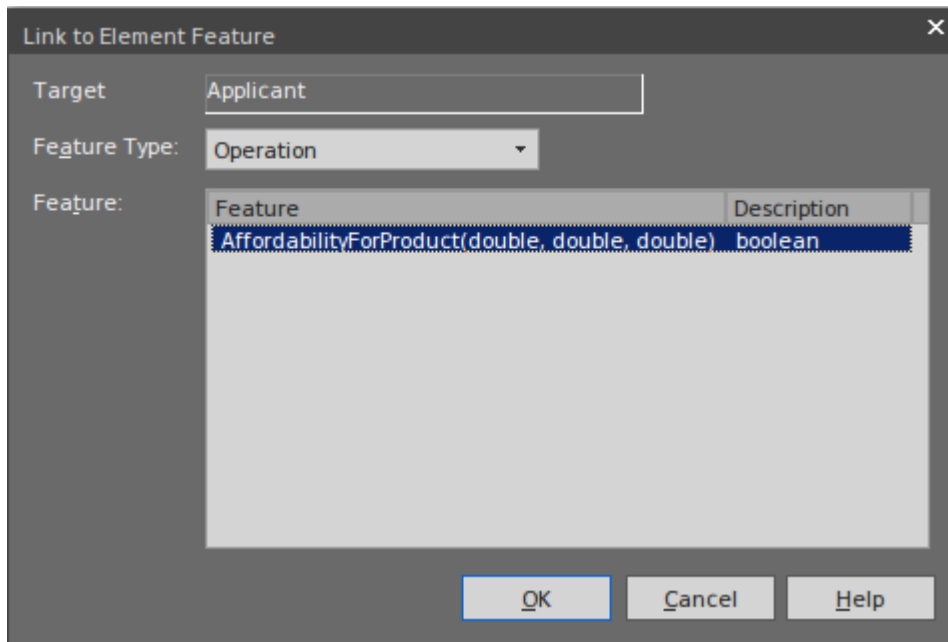 Link to Element Feature
Target Applicant
Feature Type: Operation
Feature: Feature Description
AffordabilityForProduct(double, double, double) boolean
OK Cancel Help